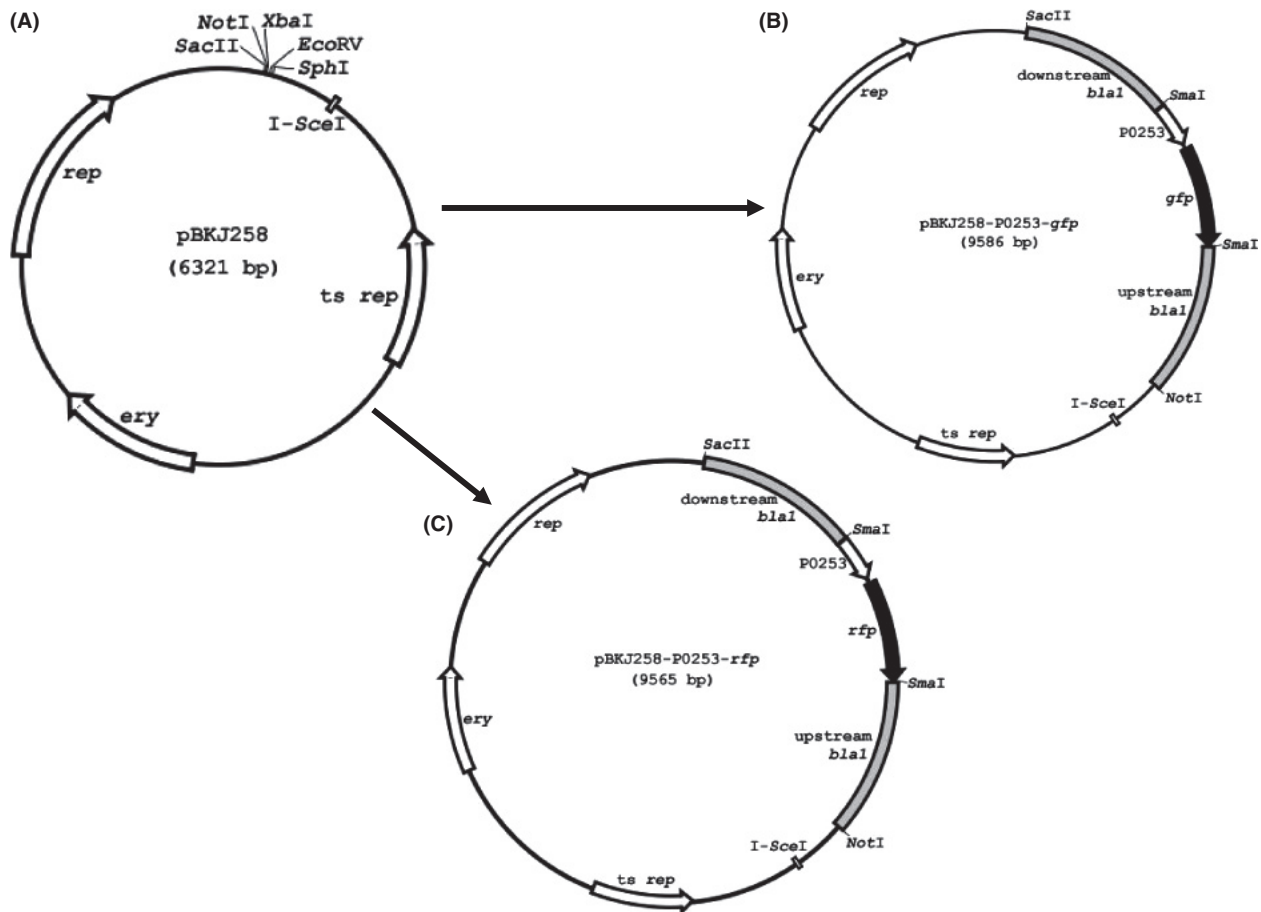 (A)
NotI XbaI
SacII EcoRV
SphI
I-SceI
rep
pBKJ258
(6321 bp)
ts rep
ery
(B)
SacII
downstream
bla1
SmaI
P0253
rep
gfp
pBKJ258-P0253-gfp
(9586 bp)
SmaI
ery
upstream
bla1
NotI
I-SceI
ts rep
(C)
SacII
downstream
bla1
SmaI
P0253
rep
rfp
pBKJ258-P0253-rfp
(9565 bp)
SmaI
ery
upstream
bla1
NotI
I-SceI
ts rep